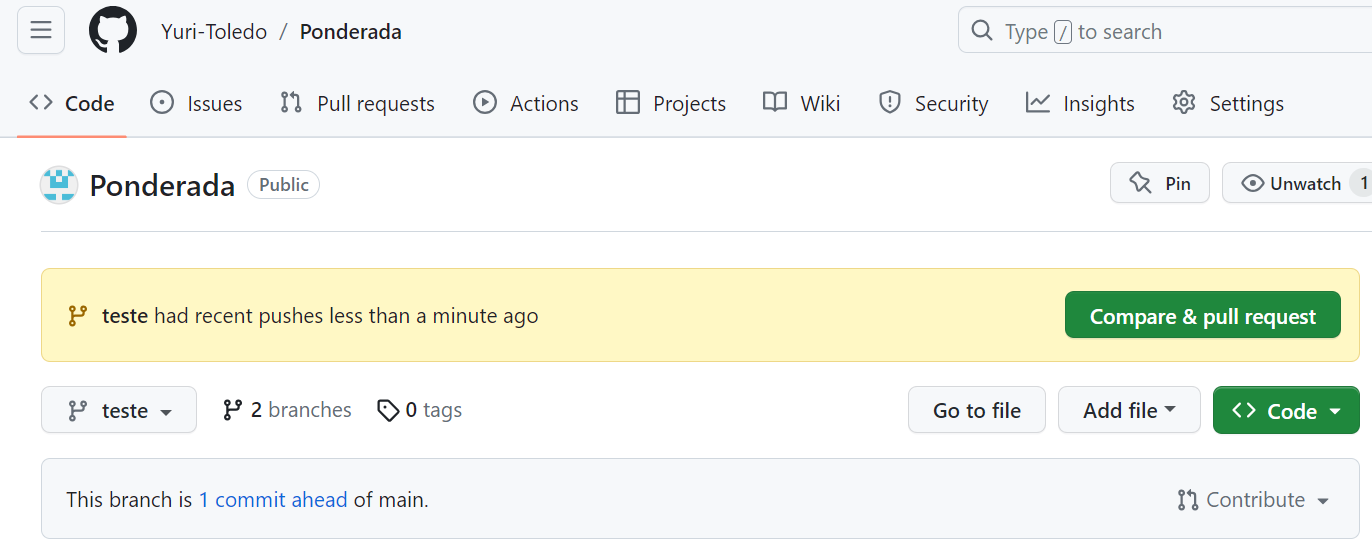 Yuri-Toledo / Ponderada
Type / to search
Code Issues Pull requests Actions Projects Wiki Security Insights Settings
Ponderada Public
Pin Unwatch 1
teste had recent pushes less than a minute ago
Compare & pull request
teste 2 branches 0 tags
Go to file Add file Code
This branch is 1 commit ahead of main.
Contribute